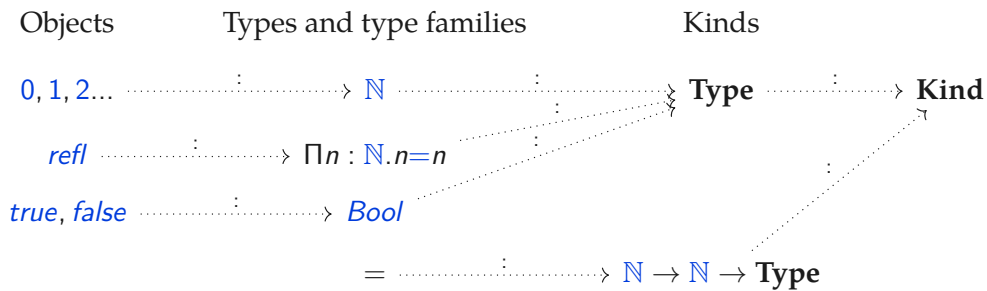 Objects Types and type families Kinds
0, 1, 2... : ℕ : Type : Kind
refl : Πn : ℕ.n=n :
true, false : Bool :
= : ℕ → ℕ → Type :